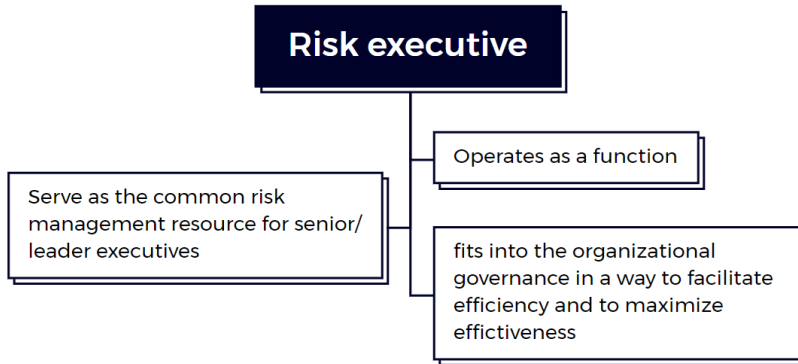 Risk executive
Operates as a function
Serve as the common risk
management resource for senior/
leader executives
fits into the organizational
governance in a way to facilitate
efficiency and to maximize
effictiveness